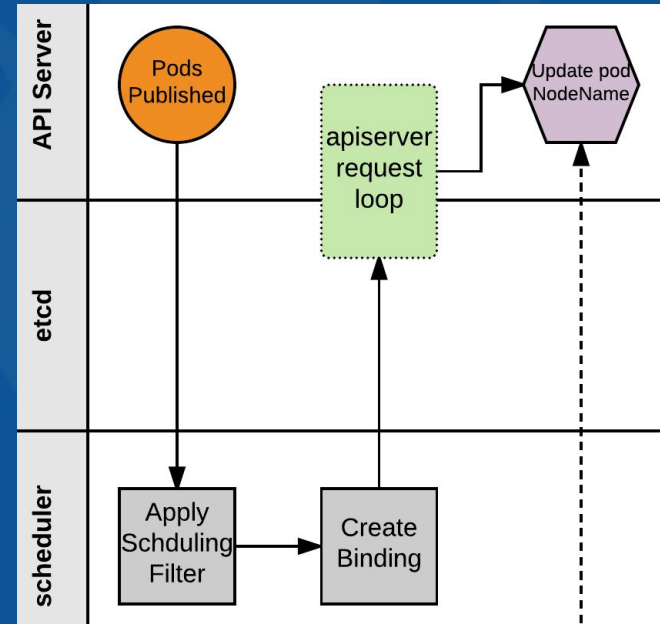 API Server
Pods
Published
apiserver
request
loop
Update pod
NodeName
etcd
scheduler
Apply
Schduling
Filter
Create
Binding